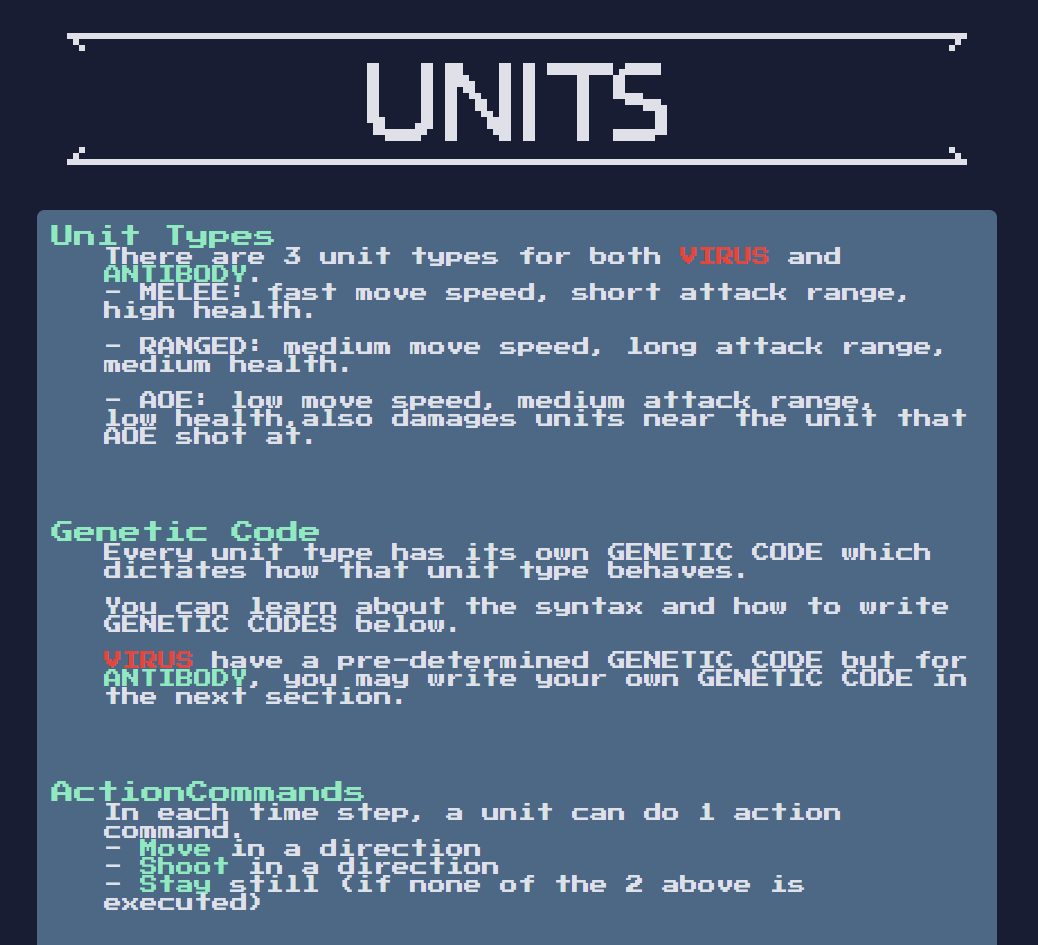 UNITS
Unit Types
There are 3 unit types for both VIRUS and
ANTIBODY.
- MELEE: fast move speed, short attack range,
high health.
- RANGED: medium move speed, long attack range,
medium health.
- AOE: low move speed, medium attack range,
low health,also damages units near the unit that
AOE shot at.
Genetic Code
Every unit type has its own GENETIC CODE which
dictates how that unit type behaves.
You can learn about the syntax and how to write
GENETIC CODES below.
VIRUS have a pre-determined GENETIC CODE but for
ANTIBODY, you may write your own GENETIC CODE in
the next section.
ActionCommands
In each time step, a unit can do 1 action
command.
- Move in a direction
- Shoot in a direction
- Stay still (if none of the 2 above is
executed)